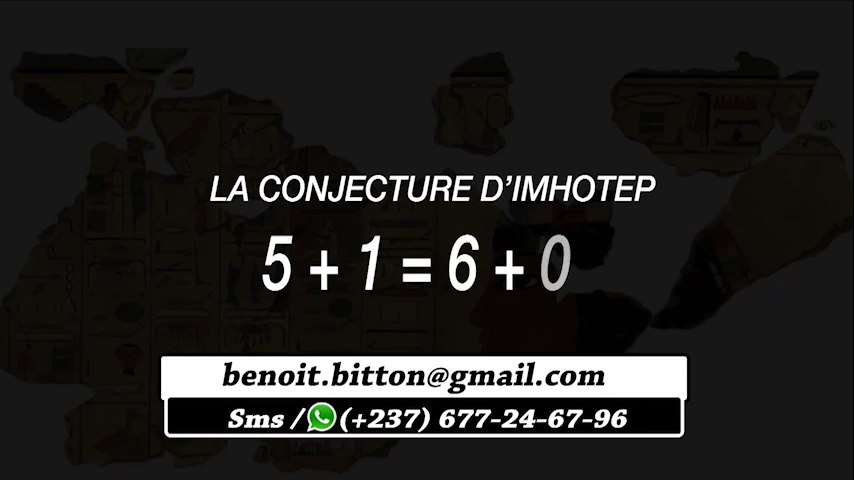 LA CONJECTURE D'IMHOTEP
5 + 1 = 6 + 0
benoit.bitton@gmail.com
Sms / (+237) 677-24-67-96